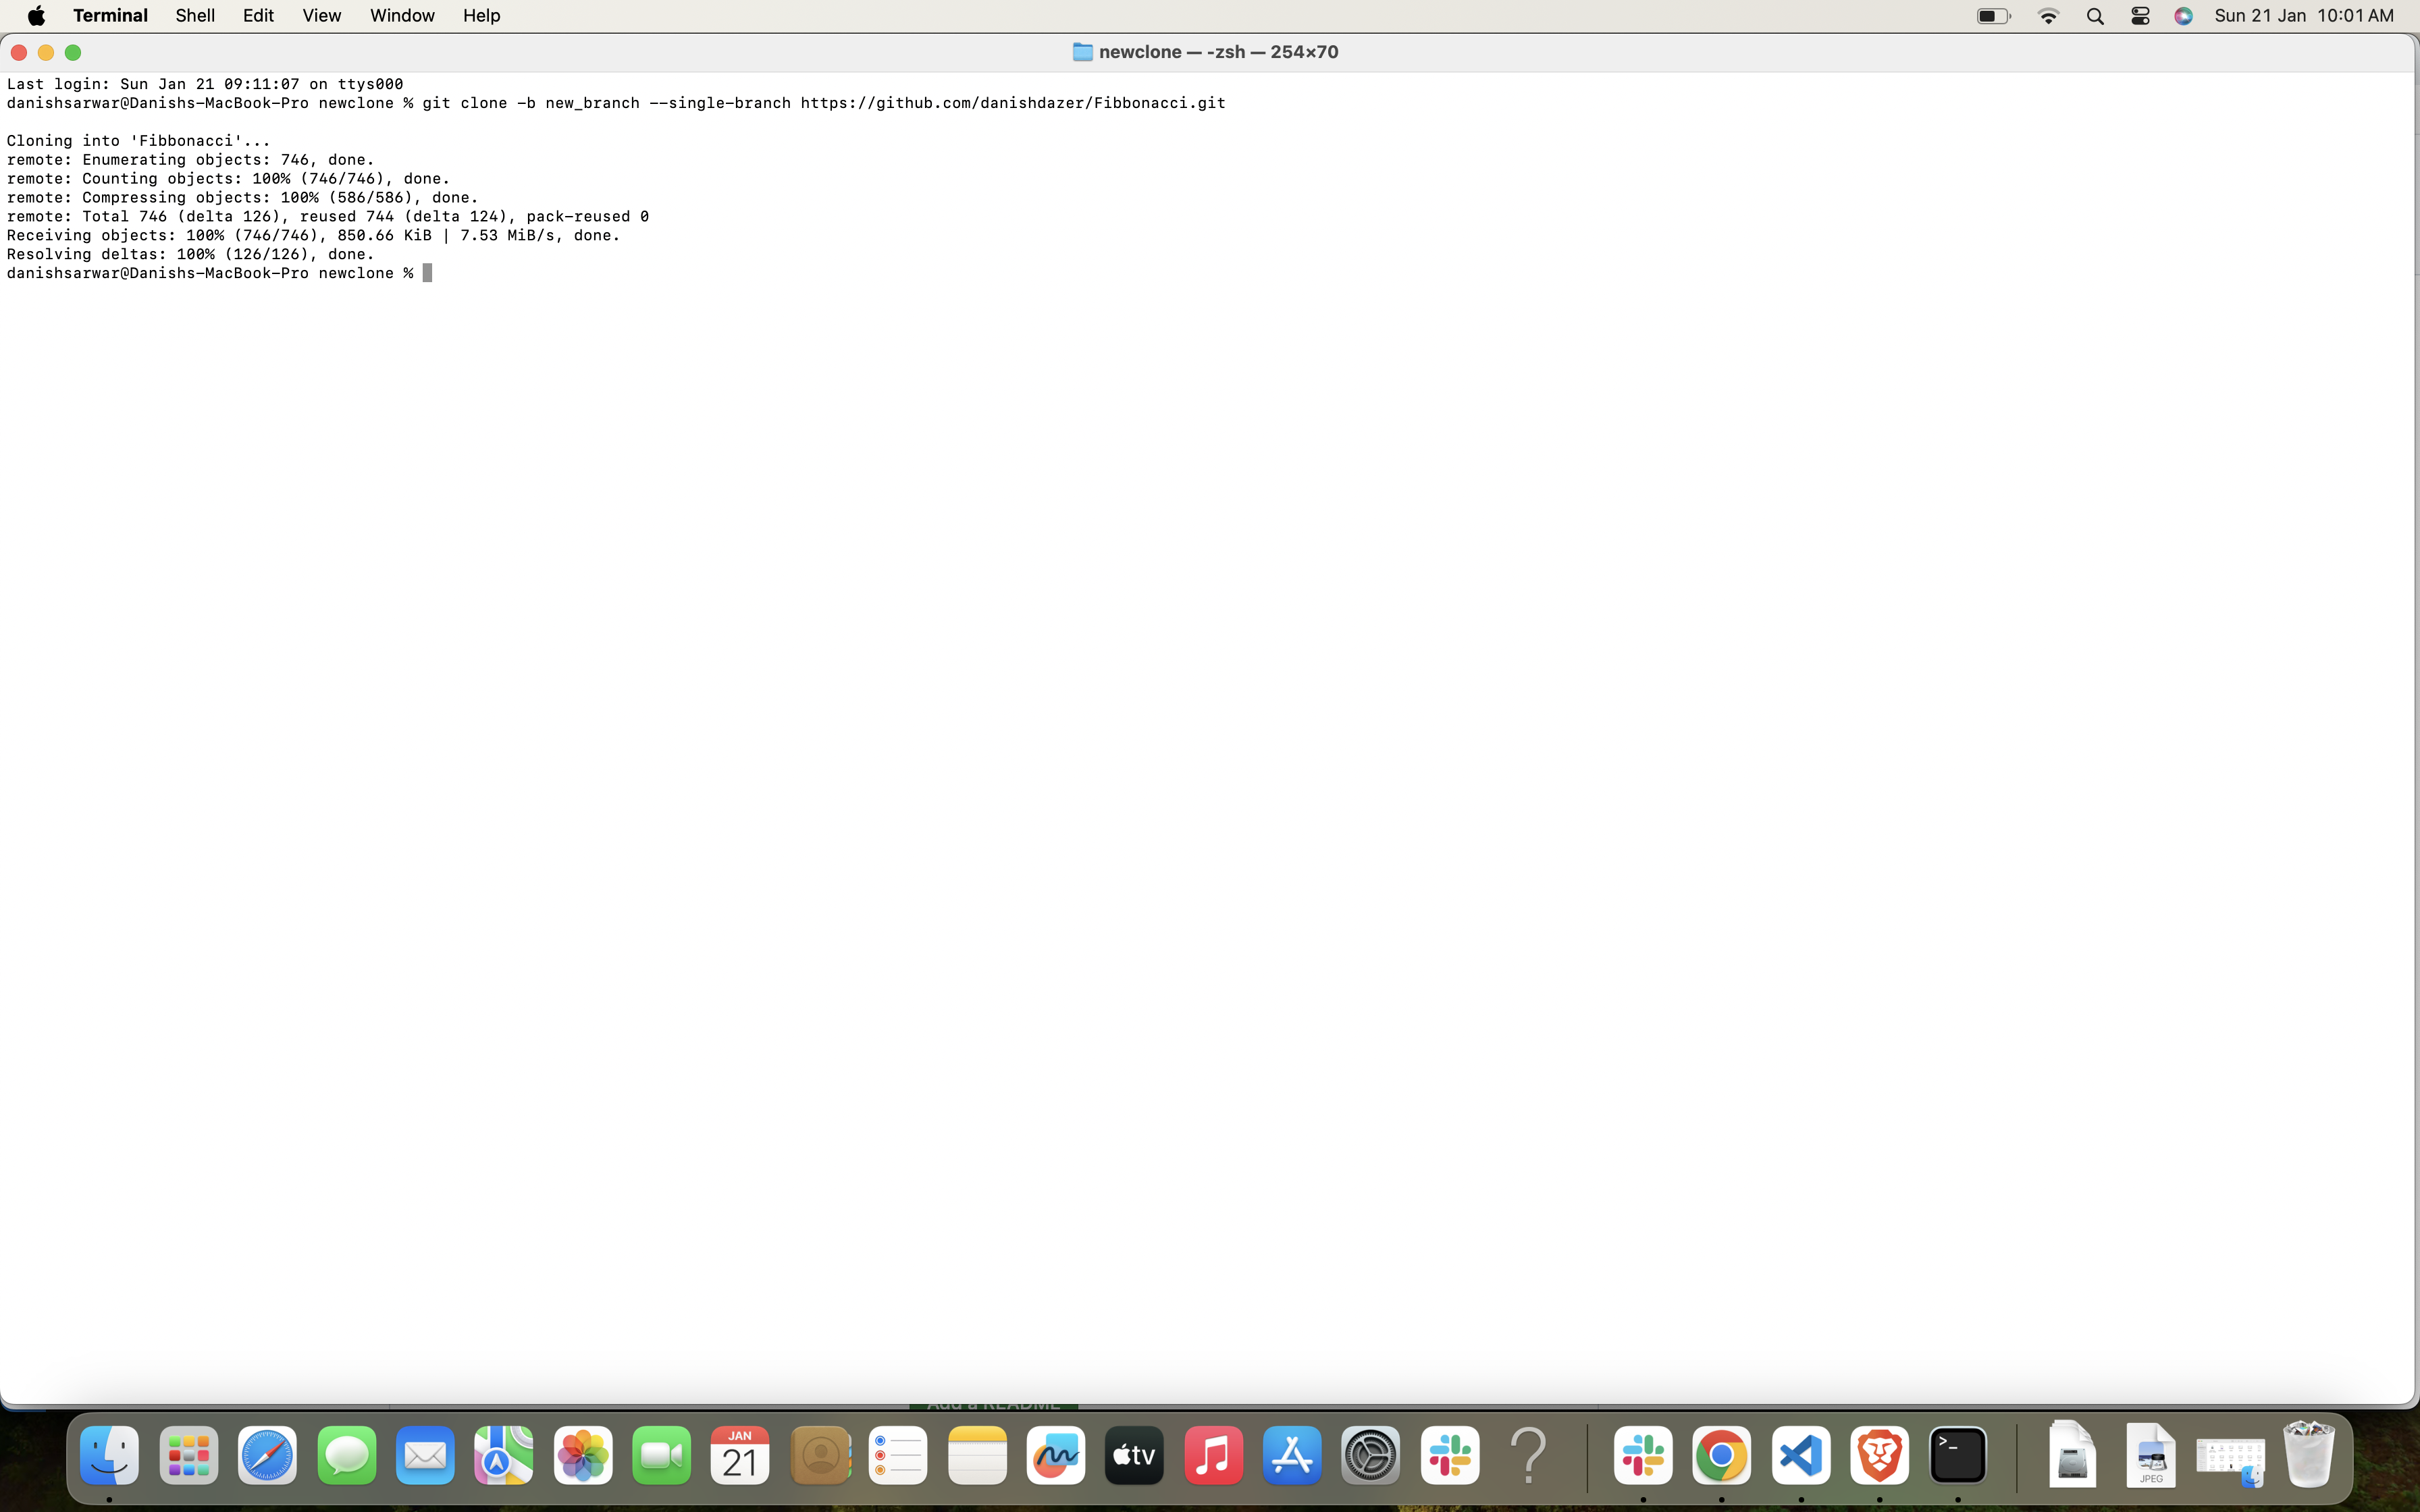 Terminal Shell Edit View Window Help Sun 21 Jan 10:01 AM
newclone — -zsh — 254×70
Last login: Sun Jan 21 09:11:07 on ttys000
danishsarwar@Danishs-MacBook-Pro newclone % git clone -b new_branch --single-branch https://github.com/danishdazer/Fibbonacci.git
Cloning into 'Fibbonacci'...
remote: Enumerating objects: 746, done.
remote: Counting objects: 100% (746/746), done.
remote: Compressing objects: 100% (586/586), done.
remote: Total 746 (delta 126), reused 744 (delta 124), pack-reused 0
Receiving objects: 100% (746/746), 850.66 KiB | 7.53 MiB/s, done.
Resolving deltas: 100% (126/126), done.
danishsarwar@Danishs-MacBook-Pro newclone %
Add a README
JAN
21
tv
?
>_
JPEG